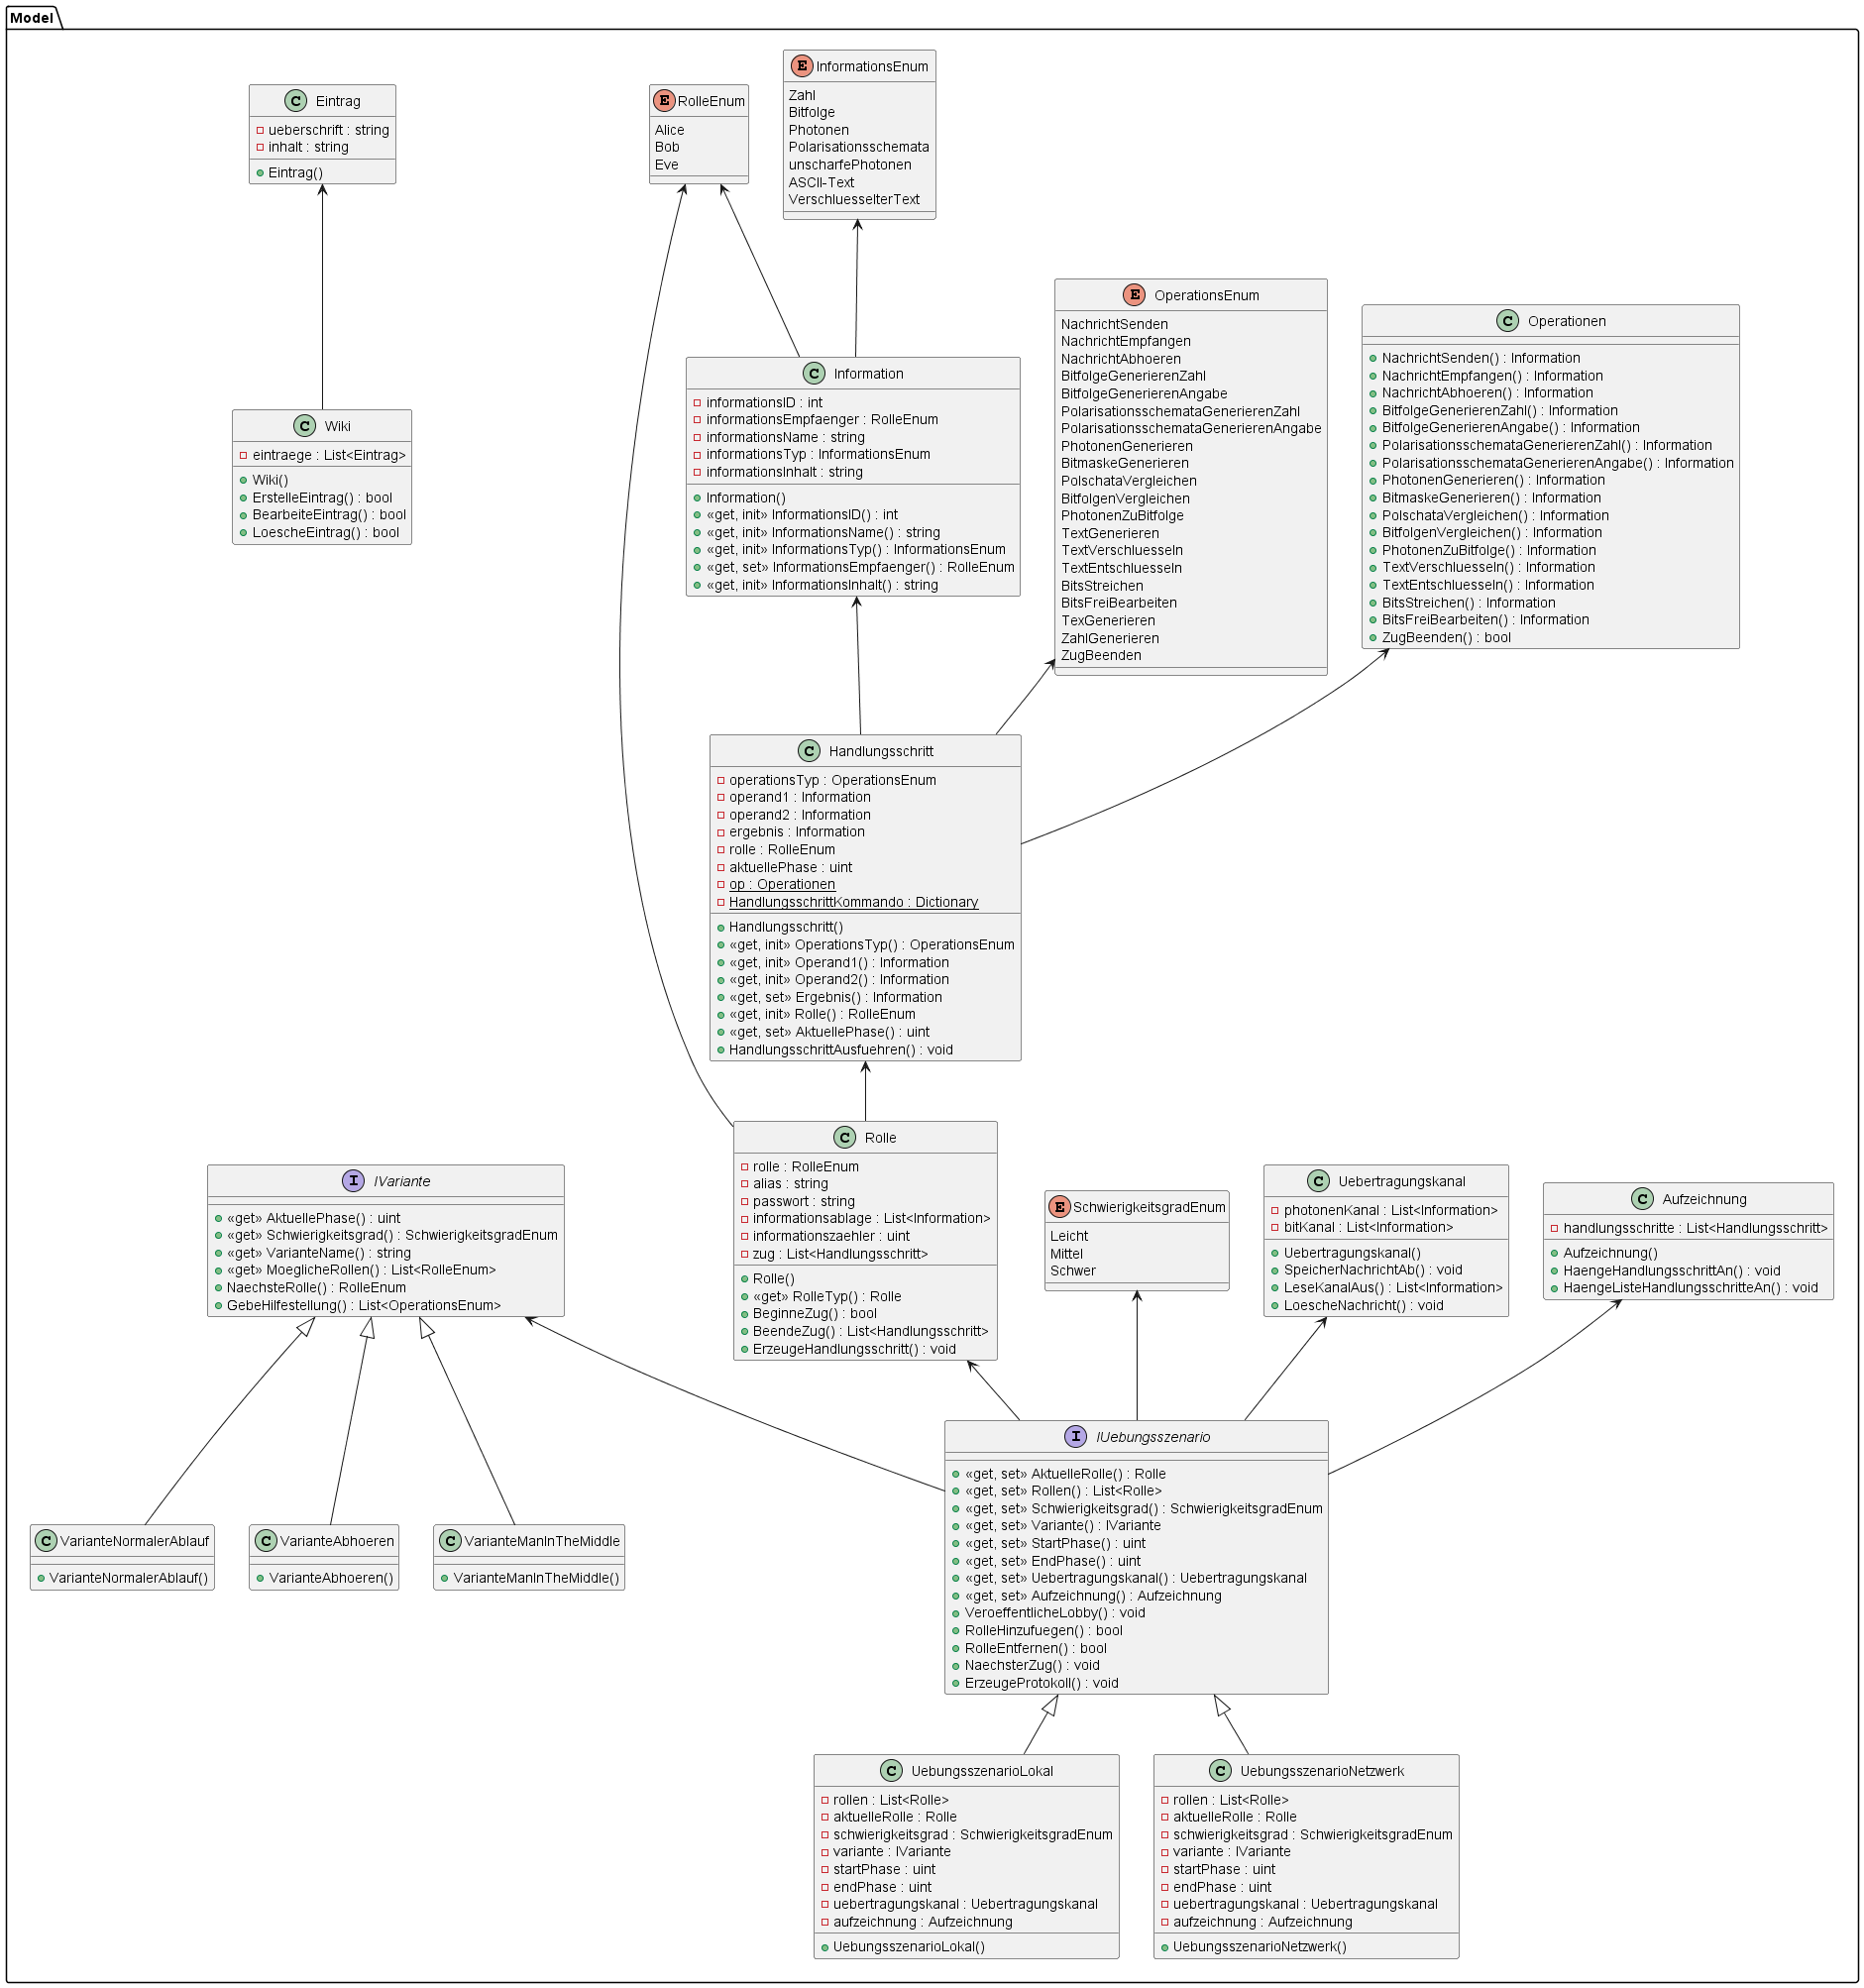 Model
E InformationsEnum
Zahl
Bitfolge
Photonen
Polarisationsschemata
unscharfePhotonen
ASCII-Text
VerschluesselterText
C Eintrag
ueberschrift : string
inhalt : string
Eintrag()
E RolleEnum
Alice
Bob
Eve
E OperationsEnum
NachrichtSenden
NachrichtEmpfangen
NachrichtAbhoeren
BitfolgeGenerierenZahl
BitfolgeGenerierenAngabe
PolarisationsschemataGenerierenZahl
PolarisationsschemataGenerierenAngabe
PhotonenGenerieren
BitmaskeGenerieren
PolschataVergleichen
BitfolgenVergleichen
PhotonenZuBitfolge
TextGenerieren
TextVerschluesseln
TextEntschluesseln
BitsStreichen
BitsFreiBearbeiten
TexGenerieren
ZahlGenerieren
ZugBeenden
C Operationen
NachrichtSenden() : Information
NachrichtEmpfangen() : Information
NachrichtAbhoeren() : Information
BitfolgeGenerierenZahl() : Information
BitfolgeGenerierenAngabe() : Information
PolarisationsschemataGenerierenZahl() : Information
PolarisationsschemataGenerierenAngabe() : Information
PhotonenGenerieren() : Information
BitmaskeGenerieren() : Information
PolschataVergleichen() : Information
BitfolgenVergleichen() : Information
PhotonenZuBitfolge() : Information
TextVerschluesseln() : Information
TextEntschluesseln() : Information
BitsStreichen() : Information
BitsFreiBearbeiten() : Information
ZugBeenden() : bool
C Information
informationsID : int
informationsEmpfaenger : RolleEnum
informationsName : string
informationsTyp : InformationsEnum
informationsInhalt : string
Information()
«get, init» InformationsID() : int
«get, init» InformationsName() : string
«get, init» InformationsTyp() : InformationsEnum
«get, set» InformationsEmpfaenger() : RolleEnum
«get, init» InformationsInhalt() : string
C Wiki
eintraege : List<Eintrag>
Wiki()
ErstelleEintrag() : bool
BearbeiteEintrag() : bool
LoescheEintrag() : bool
C Handlungsschritt
operationsTyp : OperationsEnum
operand1 : Information
operand2 : Information
ergebnis : Information
rolle : RolleEnum
aktuellePhase : uint
op : Operationen
HandlungsschrittKommando : Dictionary
Handlungsschritt()
«get, init» OperationsTyp() : OperationsEnum
«get, init» Operand1() : Information
«get, init» Operand2() : Information
«get, set» Ergebnis() : Information
«get, init» Rolle() : RolleEnum
«get, set» AktuellePhase() : uint
HandlungsschrittAusfuehren() : void
C Rolle
rolle : RolleEnum
alias : string
passwort : string
informationsablage : List<Information>
informationszaehler : uint
zug : List<Handlungsschritt>
Rolle()
«get» RolleTyp() : Rolle
BeginneZug() : bool
BeendeZug() : List<Handlungsschritt>
ErzeugeHandlungsschritt() : void
I IVariante
«get» AktuellePhase() : uint
«get» Schwierigkeitsgrad() : SchwierigkeitsgradEnum
«get» VarianteName() : string
«get» MoeglicheRollen() : List<RolleEnum>
NaechsteRolle() : RolleEnum
GebeHilfestellung() : List<OperationsEnum>
E SchwierigkeitsgradEnum
Leicht
Mittel
Schwer
C Uebertragungskanal
photonenKanal : List<Information>
bitKanal : List<Information>
Uebertragungskanal()
SpeicherNachrichtAb() : void
LeseKanalAus() : List<Information>
LoescheNachricht() : void
C Aufzeichnung
handlungsschritte : List<Handlungsschritt>
Aufzeichnung()
HaengeHandlungsschrittAn() : void
HaengeListeHandlungsschritteAn() : void
I IUebungsszenario
«get, set» AktuelleRolle() : Rolle
«get, set» Rollen() : List<Rolle>
«get, set» Schwierigkeitsgrad() : SchwierigkeitsgradEnum
«get, set» Variante() : IVariante
«get, set» StartPhase() : uint
«get, set» EndPhase() : uint
«get, set» Uebertragungskanal() : Uebertragungskanal
«get, set» Aufzeichnung() : Aufzeichnung
VeroeffentlicheLobby() : void
RolleHinzufuegen() : bool
RolleEntfernen() : bool
NaechsterZug() : void
ErzeugeProtokoll() : void
C VarianteNormalerAblauf
VarianteNormalerAblauf()
C VarianteAbhoeren
VarianteAbhoeren()
C VarianteManInTheMiddle
VarianteManInTheMiddle()
C UebungsszenarioLokal
rollen : List<Rolle>
aktuelleRolle : Rolle
schwierigkeitsgrad : SchwierigkeitsgradEnum
variante : IVariante
startPhase : uint
endPhase : uint
uebertragungskanal : Uebertragungskanal
aufzeichnung : Aufzeichnung
UebungsszenarioLokal()
C UebungsszenarioNetzwerk
rollen : List<Rolle>
aktuelleRolle : Rolle
schwierigkeitsgrad : SchwierigkeitsgradEnum
variante : IVariante
startPhase : uint
endPhase : uint
uebertragungskanal : Uebertragungskanal
aufzeichnung : Aufzeichnung
UebungsszenarioNetzwerk()